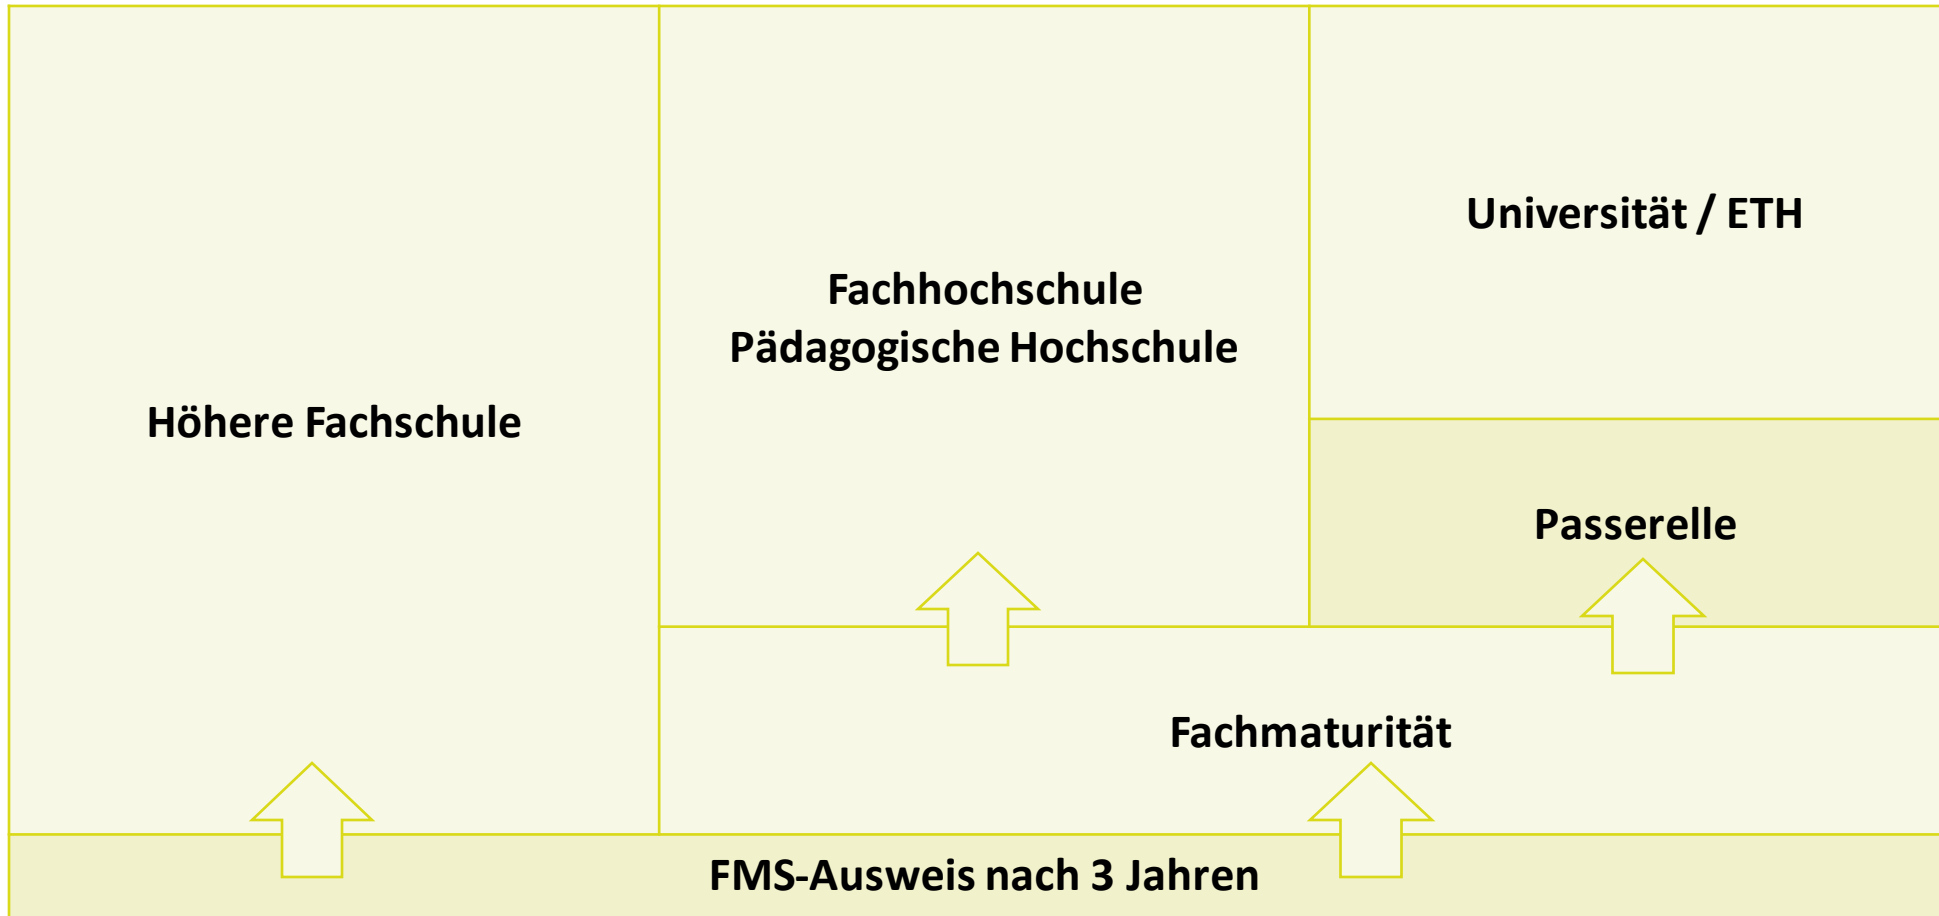 Universität / ETH
Fachhochschule
Pädagogische Hochschule
Höhere Fachschule
Passerelle
Fachmaturität
FMS-Ausweis nach 3 Jahren